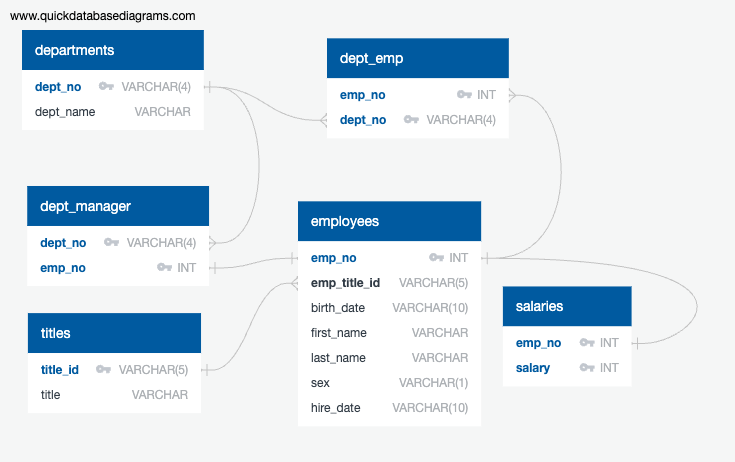 www.quickdatabasediagrams.com
departments
dept_no VARCHAR(4)
dept_name VARCHAR
dept_emp
emp_no INT
dept_no VARCHAR(4)
dept_manager
dept_no VARCHAR(4)
emp_no INT
employees
emp_no INT
emp_title_id VARCHAR(5)
birth_date VARCHAR(10)
first_name VARCHAR
last_name VARCHAR
sex VARCHAR(1)
hire_date VARCHAR(10)
titles
title_id VARCHAR(5)
title VARCHAR
salaries
emp_no INT
salary INT